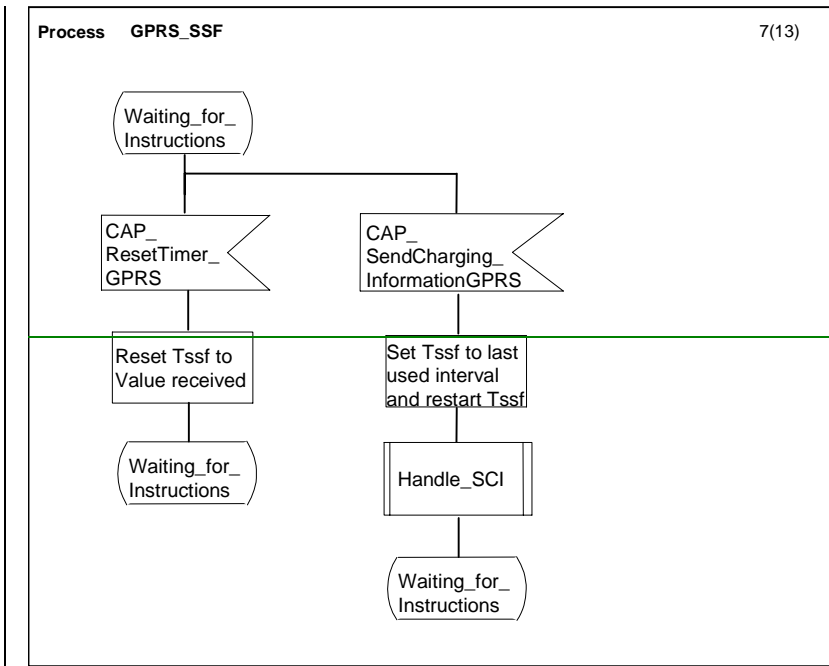 Process GPRS_SSF 7(13)
Waiting_for_
Instructions
CAP_
ResetTimer_
GPRS
CAP_
SendCharging_
InformationGPRS
Reset Tssf to
Value received
Set Tssf to last
used interval
and restart Tssf
Waiting_for_
Instructions
Handle_SCI
Waiting_for_
Instructions